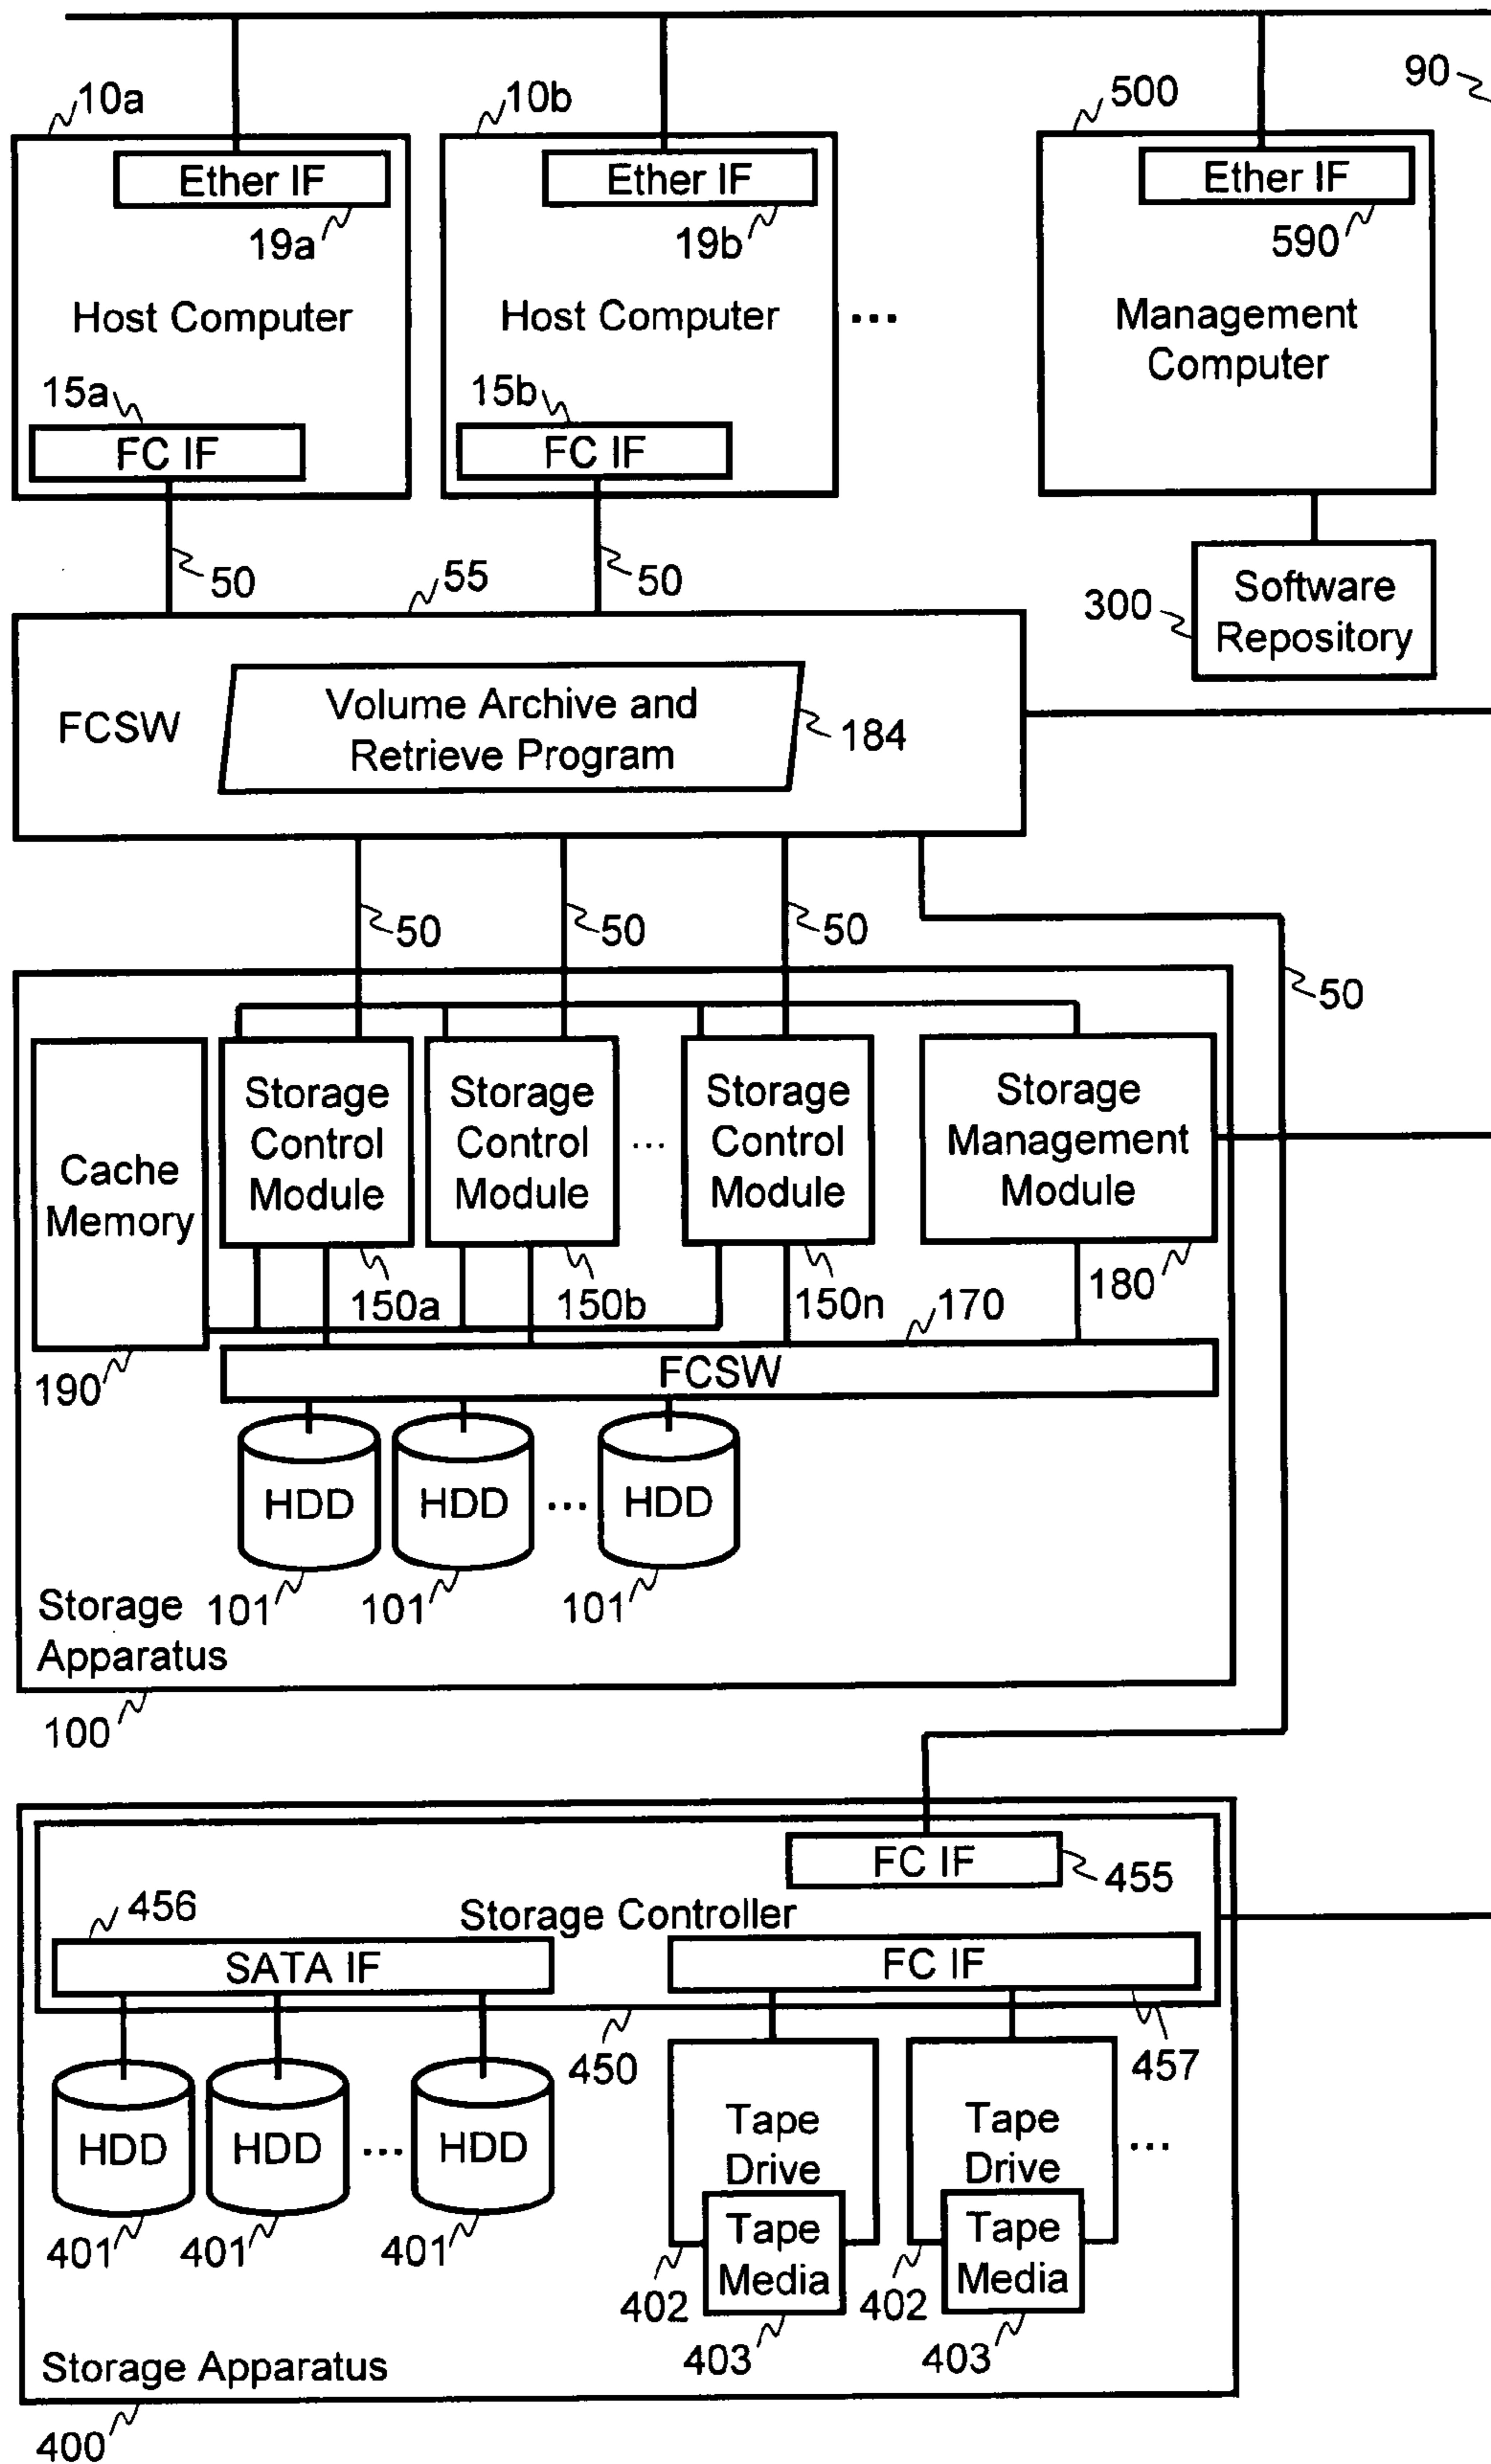 90
10a
10b
500
Ether IF
Ether IF
Ether IF
19a
19b
590
Host Computer
Host Computer
...
Management
Computer
15a
15b
FC IF
FC IF
50
55
50
300
Software
Repository
FCSW
Volume Archive and
Retrieve Program
184
50
50
50
50
Cache
Memory
Storage
Control
Module
Storage
Control
Module
...
Storage
Control
Module
Storage
Management
Module
150a
150b
150n
170
180
190
FCSW
HDD
HDD
...
HDD
101
101
101
Storage
Apparatus
100
FC IF
455
456
Storage Controller
SATA IF
FC IF
450
457
HDD
HDD
...
HDD
401
401
401
Tape
Drive
Tape
Media
Tape
Drive
Tape
Media
...
402
402
403
403
Storage Apparatus
400